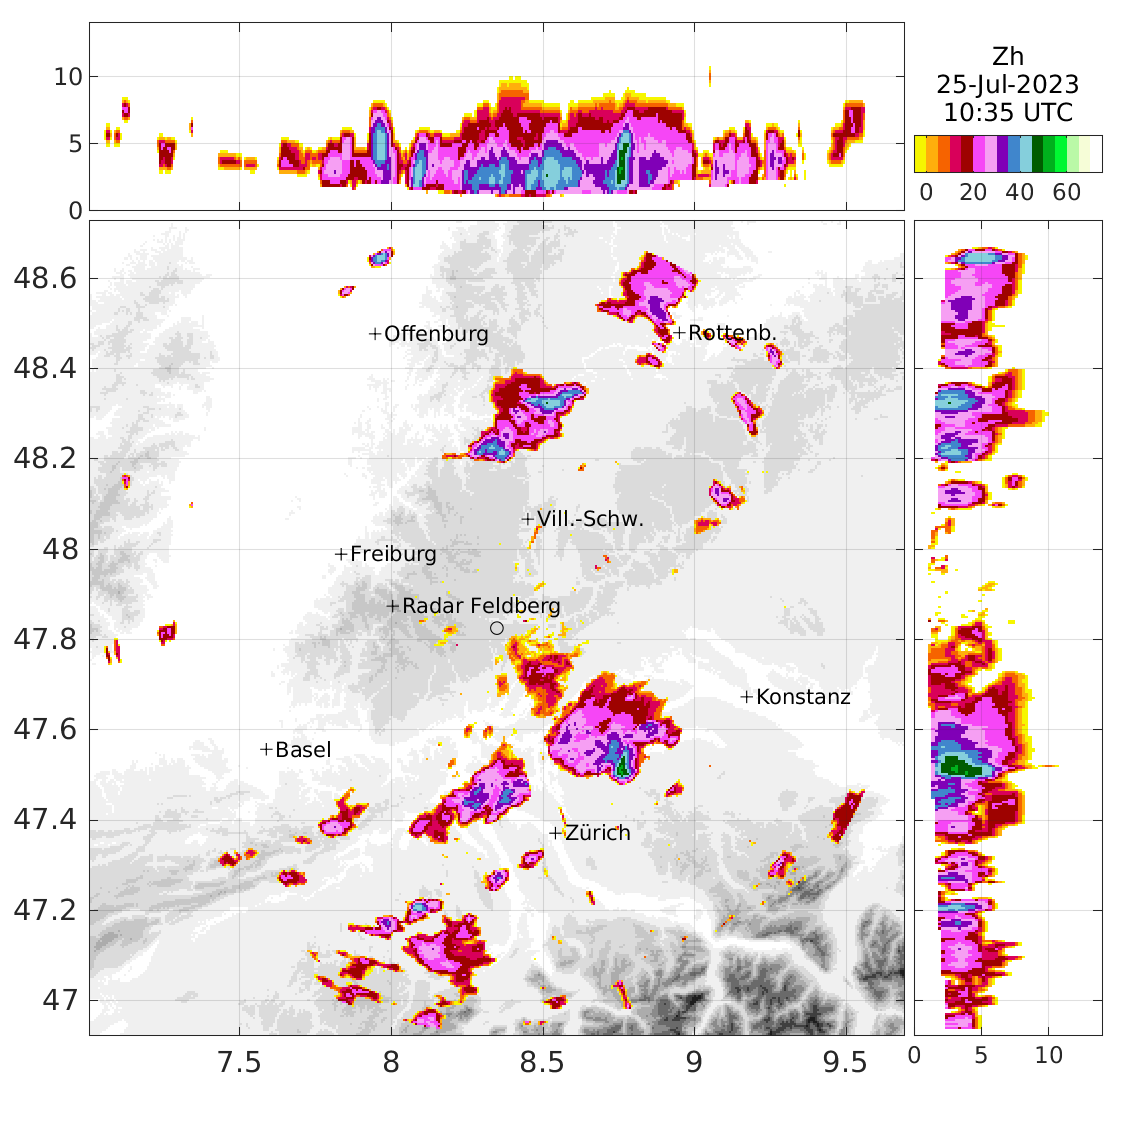 10
5
0
Zh
25-Jul-2023
10:35 UTC
0 20 40 60
48.6
48.4
48.2
48
47.8
47.6
47.4
47.2
47
+Offenburg
+Rottenb.
+Vill.-Schw.
+Freiburg
+Radar Feldberg
+Konstanz
+Basel
+Zürich
7.5 8 8.5 9 9.5
0 5 10